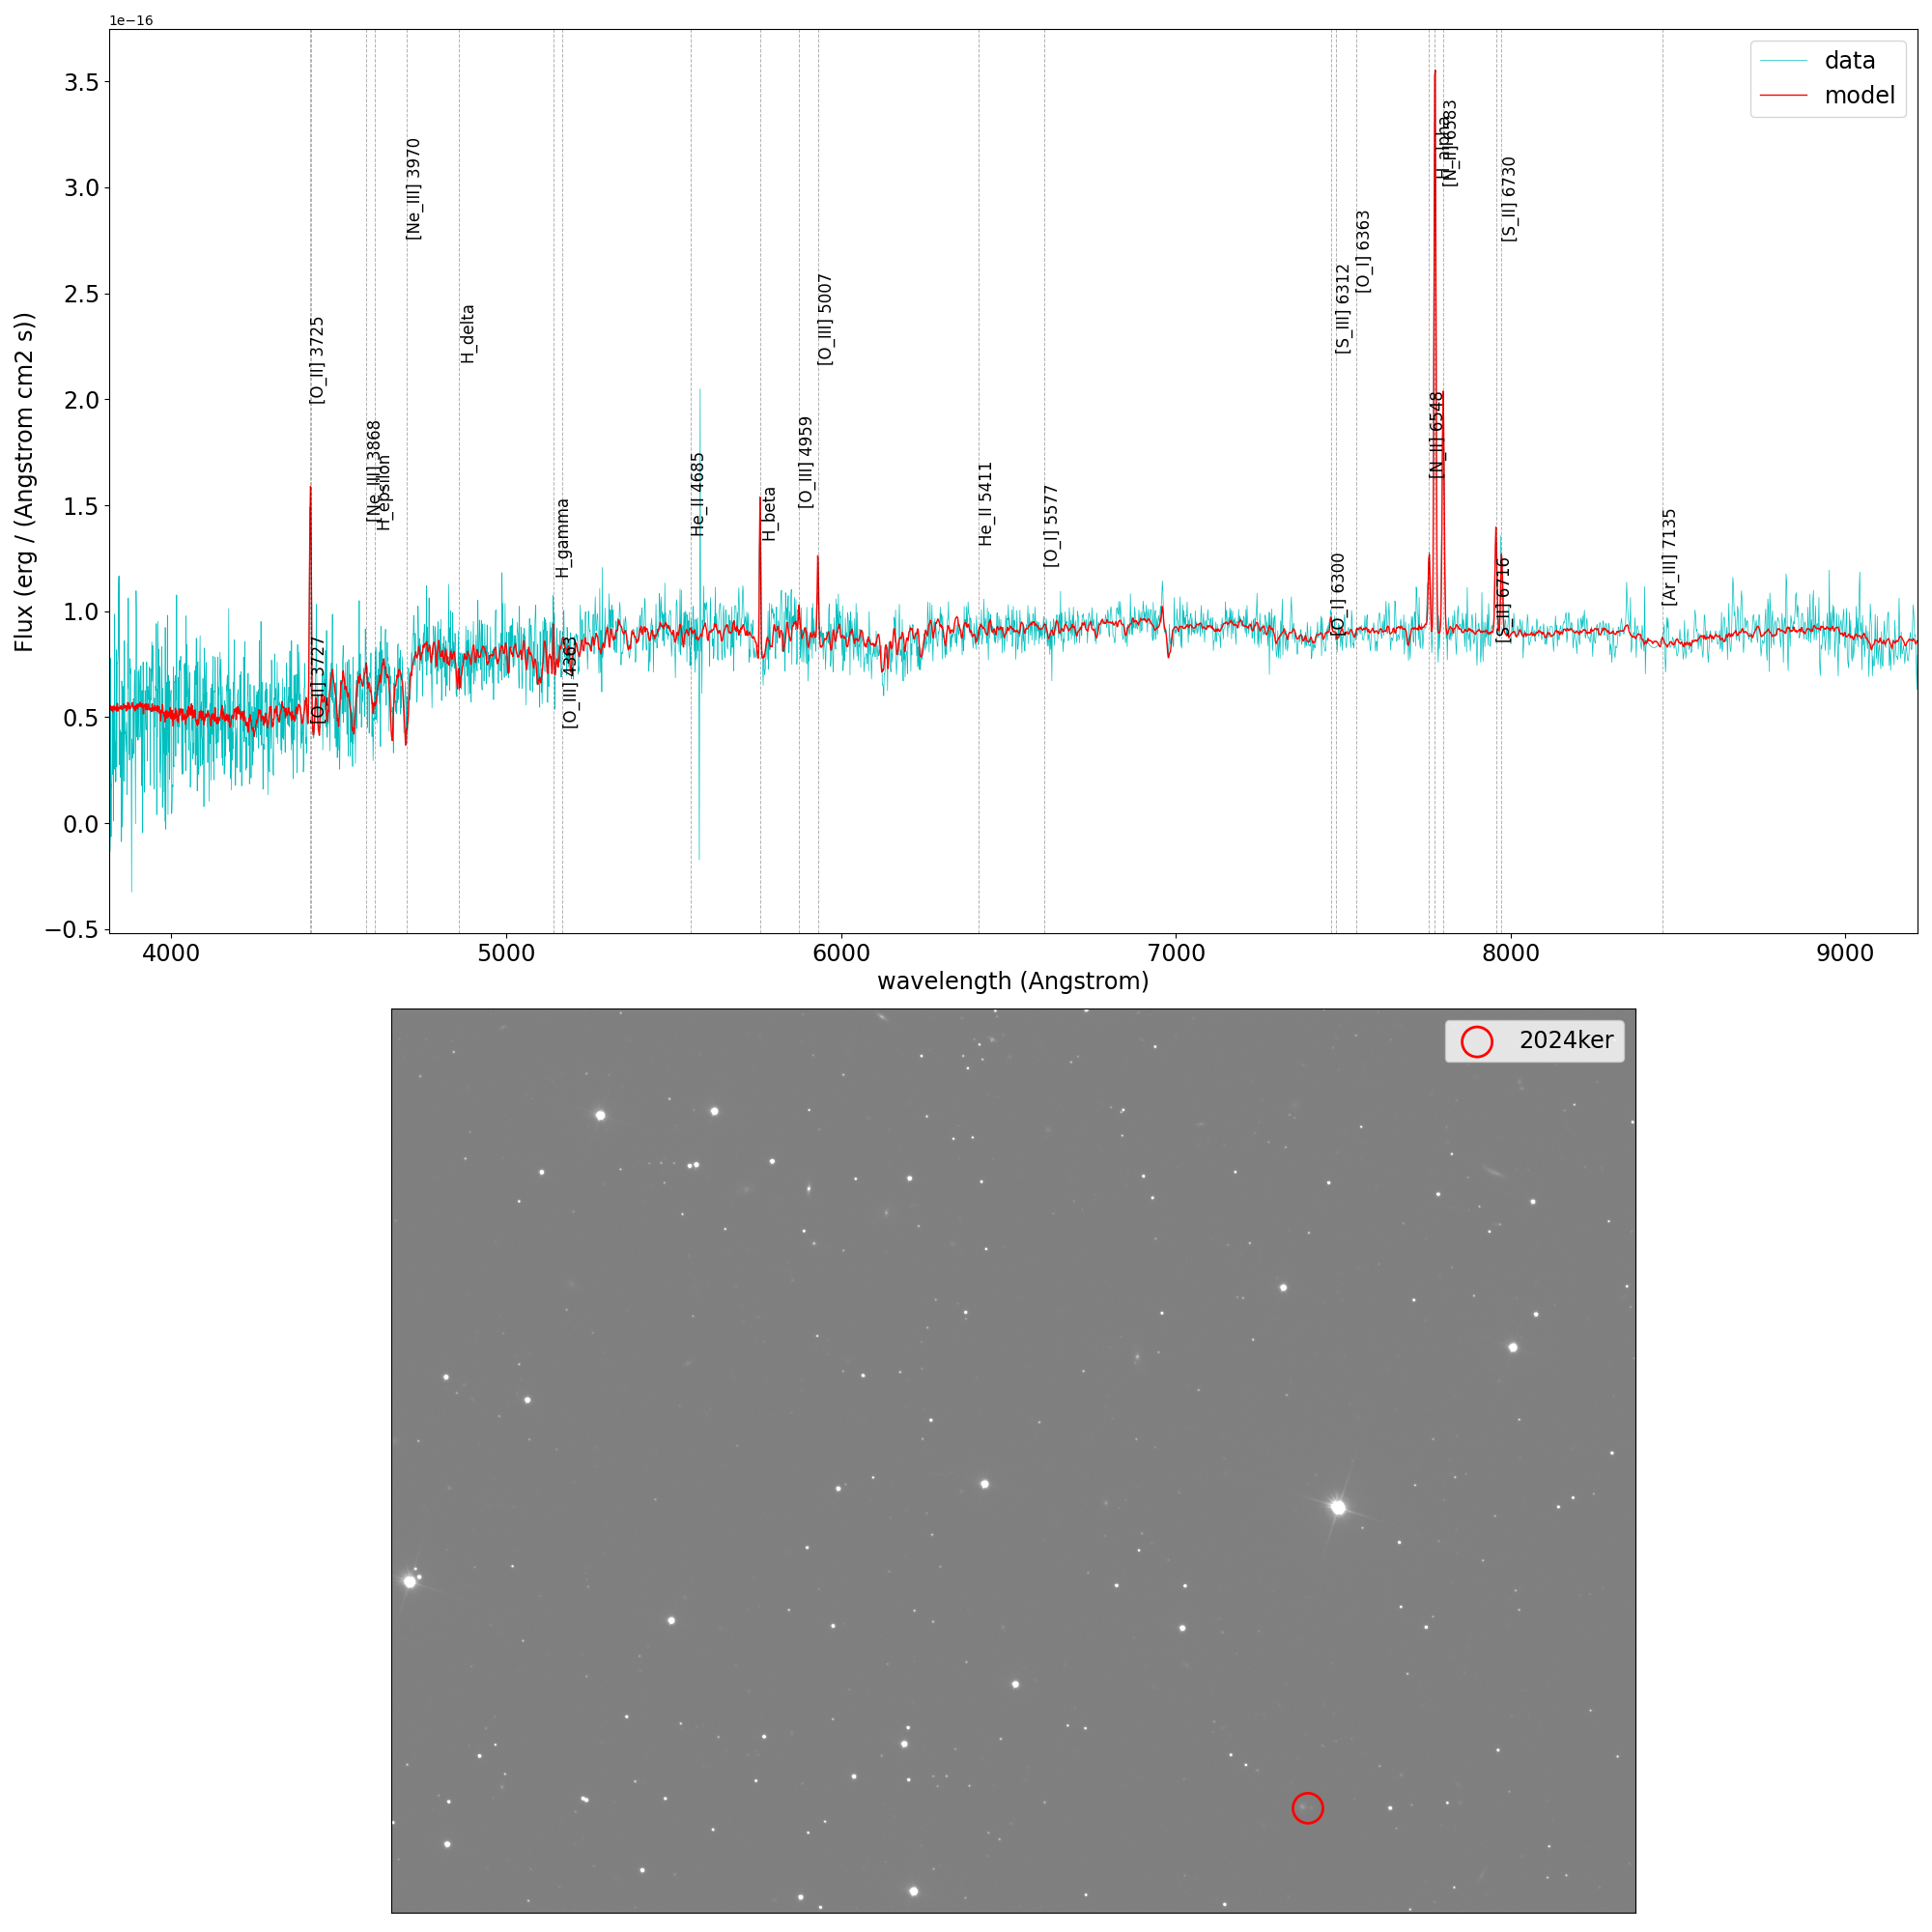 1e−16
data
model
3.5
3.0
2.5
2.0
1.5
1.0
0.5
0.0
−0.5
Flux (erg / (Angstrom cm2 s))
[O_II] 3725
[O_II] 3727
[Ne_III] 3868
H_epsilon
[Ne_III] 3970
H_delta
H_gamma
[O_III] 4363
He_II 4685
H_beta
[O_III] 4959
[O_III] 5007
He_II 5411
[O_I] 5577
[O_I] 6300
[S_III] 6312
[O_I] 6363
[N_II] 6548
H_alpha
[N_II] 6583
[S_II] 6716
[S_II] 6730
[Ar_III] 7135
4000
5000
6000
7000
8000
9000
wavelength (Angstrom)
2024ker